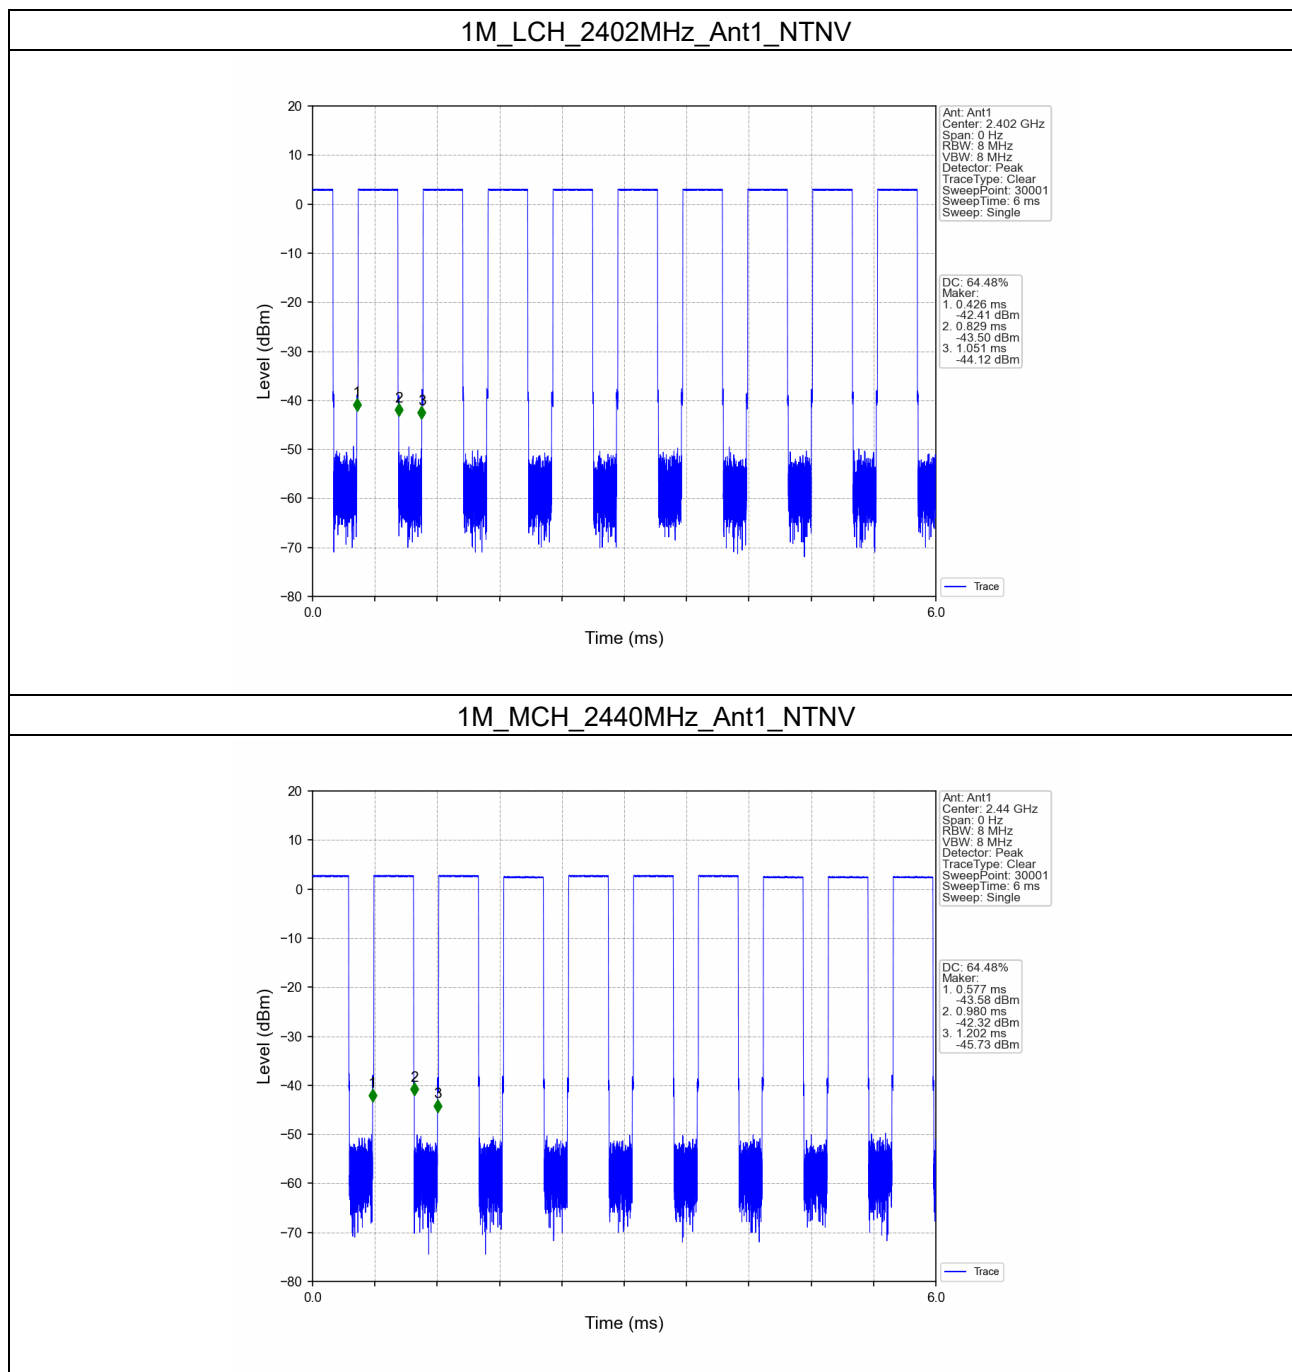 1M_LCH_2402MHz_Ant1_NTNV
20
10
0
−10
−20
−30
−40
−50
−60
−70
−80
Level (dBm)
1
2
3
0.0
6.0
Time (ms)
Ant: Ant1
Center: 2.402 GHz
Span: 0 Hz
RBW: 8 MHz
VBW: 8 MHz
Detector: Peak
TraceType: Clear
SweepPoint: 30001
SweepTime: 6 ms
Sweep: Single
DC: 64.48%
Maker:
1. 0.426 ms
-42.41 dBm
2. 0.829 ms
-43.50 dBm
3. 1.051 ms
-44.12 dBm
Trace
1M_MCH_2440MHz_Ant1_NTNV
20
10
0
−10
−20
−30
−40
−50
−60
−70
−80
Level (dBm)
1
2
3
0.0
6.0
Time (ms)
Ant: Ant1
Center: 2.44 GHz
Span: 0 Hz
RBW: 8 MHz
VBW: 8 MHz
Detector: Peak
TraceType: Clear
SweepPoint: 30001
SweepTime: 6 ms
Sweep: Single
DC: 64.48%
Maker:
1. 0.577 ms
-43.58 dBm
2. 0.980 ms
-42.32 dBm
3. 1.202 ms
-45.73 dBm
Trace